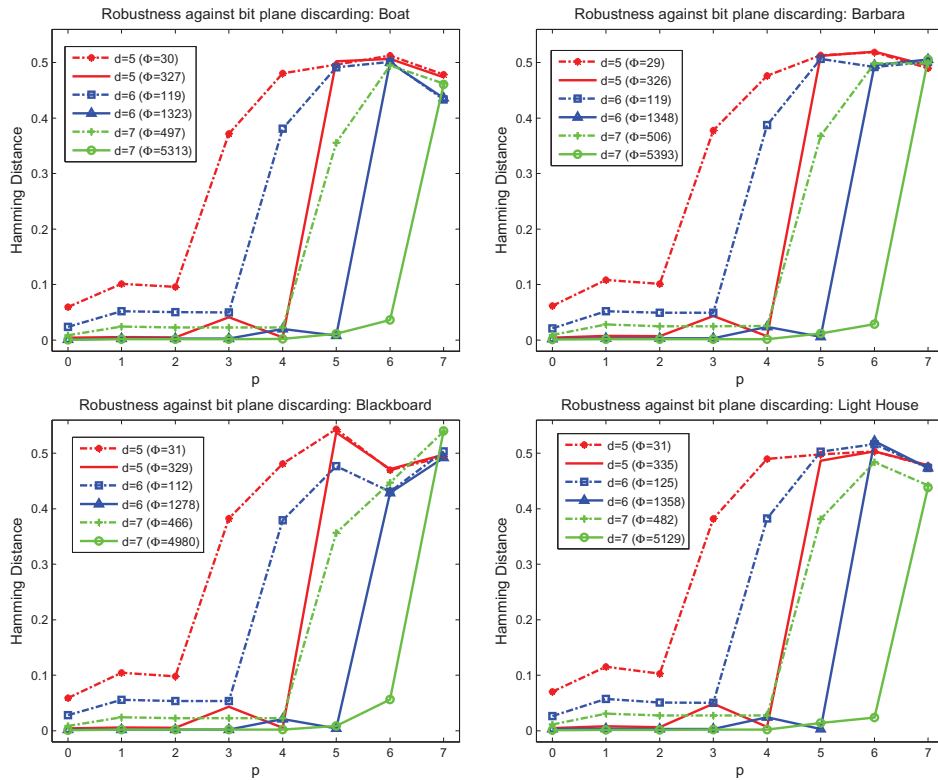 Robustness against bit plane discarding: Boat
Hamming Distance
0.5
0.4
0.3
0.2
0.1
0
d=5 (Φ=30)
d=5 (Φ=327)
d=6 (Φ=119)
d=6 (Φ=1323)
d=7 (Φ=497)
d=7 (Φ=5313)
0 1 2 3 4 5 6 7
p
Robustness against bit plane discarding: Barbara
Hamming Distance
0.5
0.4
0.3
0.2
0.1
0
d=5 (Φ=29)
d=5 (Φ=326)
d=6 (Φ=119)
d=6 (Φ=1348)
d=7 (Φ=506)
d=7 (Φ=5393)
0 1 2 3 4 5 6 7
p
Robustness against bit plane discarding: Blackboard
Hamming Distance
0.5
0.4
0.3
0.2
0.1
0
d=5 (Φ=31)
d=5 (Φ=329)
d=6 (Φ=112)
d=6 (Φ=1278)
d=7 (Φ=466)
d=7 (Φ=4980)
0 1 2 3 4 5 6 7
p
Robustness against bit plane discarding: Light House
Hamming Distance
0.5
0.4
0.3
0.2
0.1
0
d=5 (Φ=31)
d=5 (Φ=335)
d=6 (Φ=125)
d=6 (Φ=1358)
d=7 (Φ=482)
d=7 (Φ=5129)
0 1 2 3 4 5 6 7
p